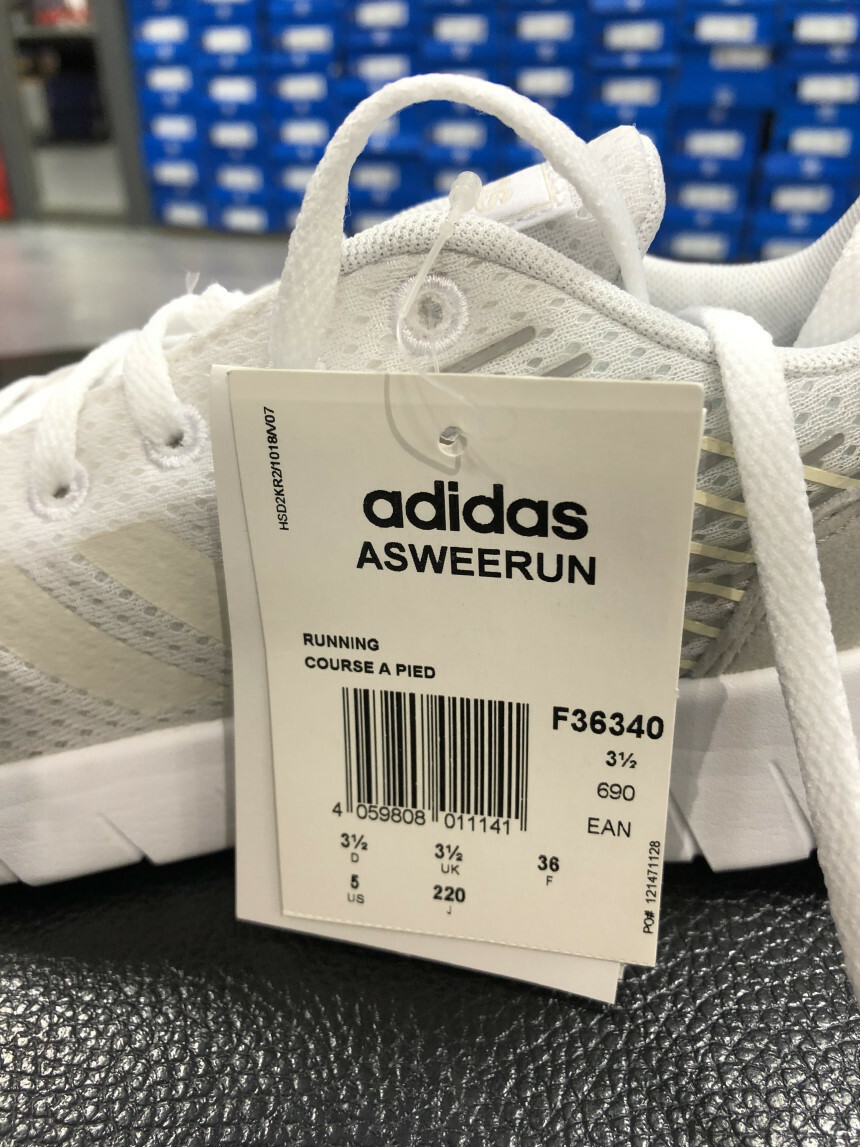 HSD2KR2/1018/V07
adidas
ASWEERUN
RUNNING
COURSE A PIED
F36340
3½
690
EAN
4 059808 011141
3½ 3½ 36
D UK F
5 220
US J
PO# 121471128